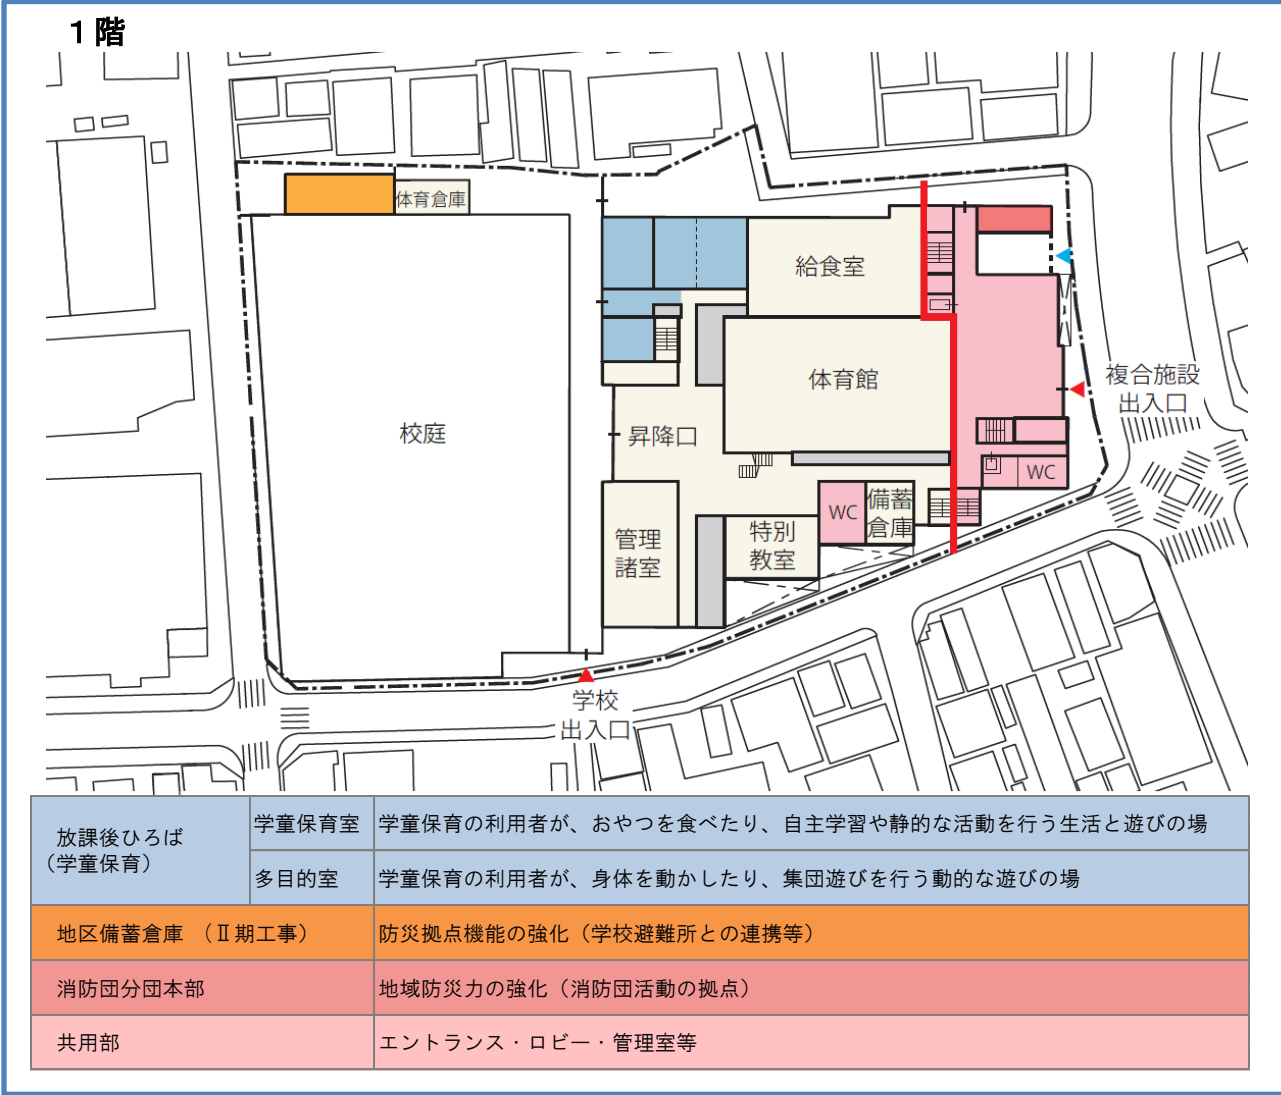 1階
体育倉庫
給食室
体育館
複合施設
出入口
校庭
昇降口
WC
WC
備蓄
倉庫
管理
諸室
特別
教室
学校
出入口
放課後ひろば
（学童保育）
学童保育室
学童保育の利用者が、おやつを食べたり、自主学習や静的な活動を行う生活と遊びの場
多目的室
学童保育の利用者が、身体を動かしたり、集団遊びを行う動的な遊びの場
地区備蓄倉庫 （Ⅱ期工事）
防災拠点機能の強化（学校避難所との連携等）
消防団分団本部
地域防災力の強化（消防団活動の拠点）
共用部
エントランス・ロビー・管理室等